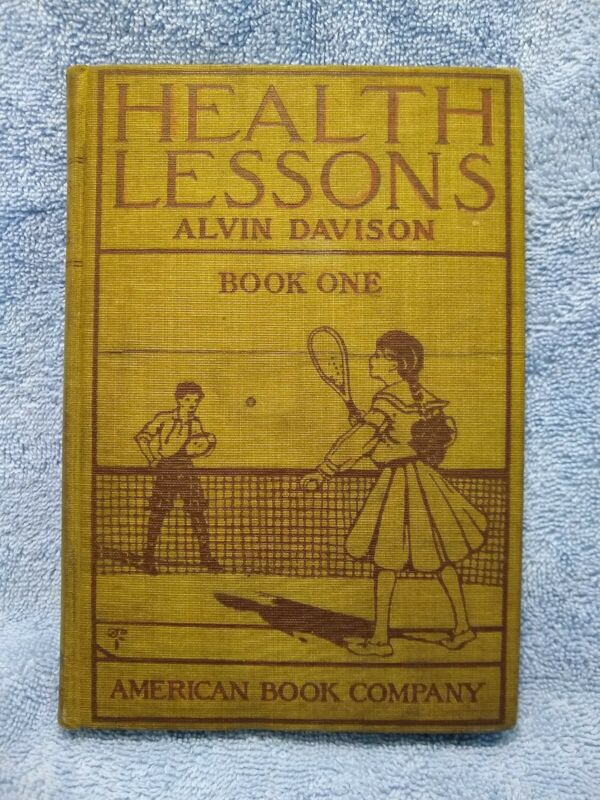 HEALTH
LESSONS
ALVIN DAVISON
BOOK ONE
AMERICAN BOOK COMPANY